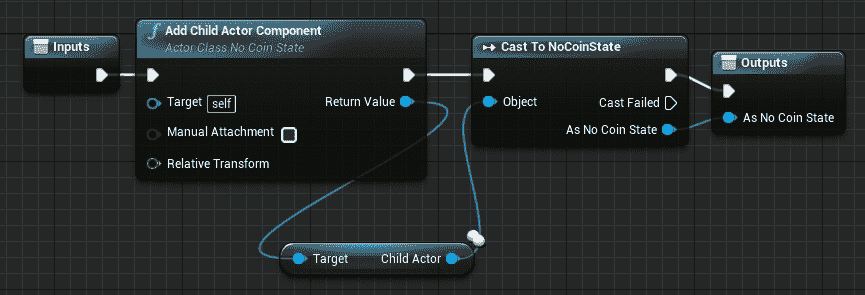 Inputs
Add Child Actor Component
Actor Class No Coin State
Target self
Return Value
Manual Attachment
Relative Transform
Cast To NoCoinState
Object
Cast Failed
As No Coin State
Outputs
As No Coin State
Target
Child Actor